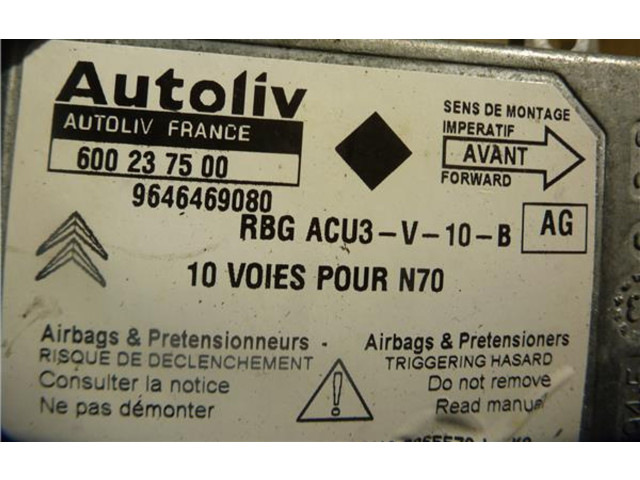 Autoliv
AUTOLIV FRANCE
600 23 75 00
9646469080
SENS DE MONTAGE
IMPERATIF
AVANT
FORWARD
RBG ACU3-V-10-B AG
10 VOIES POUR N70
Airbags & Pretensionneurs -
RISQUE DE DECLENCHEMENT
Consulter la notice
Ne pas démonter
Airbags & Pretensioners
TRIGGERING HASARD
Do not remove
Read manual